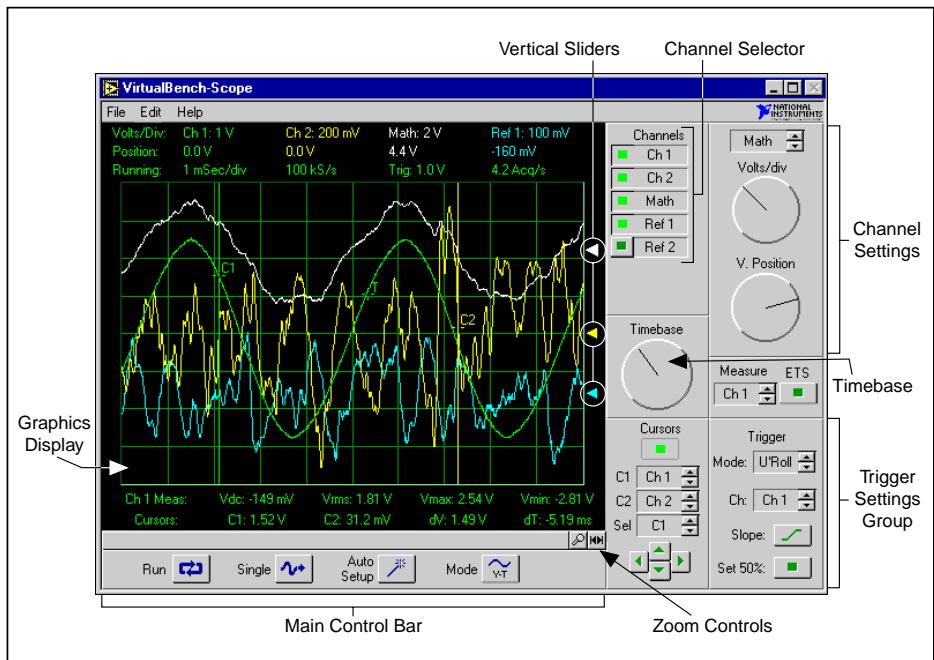 Vertical Sliders Channel Selector
VirtualBench-Scope
File Edit Help
NATIONAL INSTRUMENTS
Volts/Div: Ch 1: 1 V Ch 2: 200 mV Math: 2 V Ref 1: 100 mV
Position: 0.0 V 0.0 V 4.4 V -160 mV
Running: 1 mSec/div 100 kS/s Trig: 1.0 V 4.2 Acq/s
Channels
Ch 1
Ch 2
Math
Ref 1
Ref 2
Math
Volts/div
V. Position
Channel
Settings
C1
T
C2
Timebase
Measure ETS
Ch 1
Timebase
Graphics
Display
Cursors
C1 Ch 1
C2 Ch 2
Sel C1
Trigger
Mode: U'Roll
Ch: Ch 1
Slope:
Set 50%:
Trigger
Settings
Group
Ch 1 Meas: Vdc: -149 mV Vrms: 1.81 V Vmax: 2.54 V Vmin: -2.81 V
Cursors: C1: 1.52 V C2: 31.2 mV dV: 1.49 V dT: -5.19 ms
Run Single Auto Setup Mode Y-T
Main Control Bar Zoom Controls